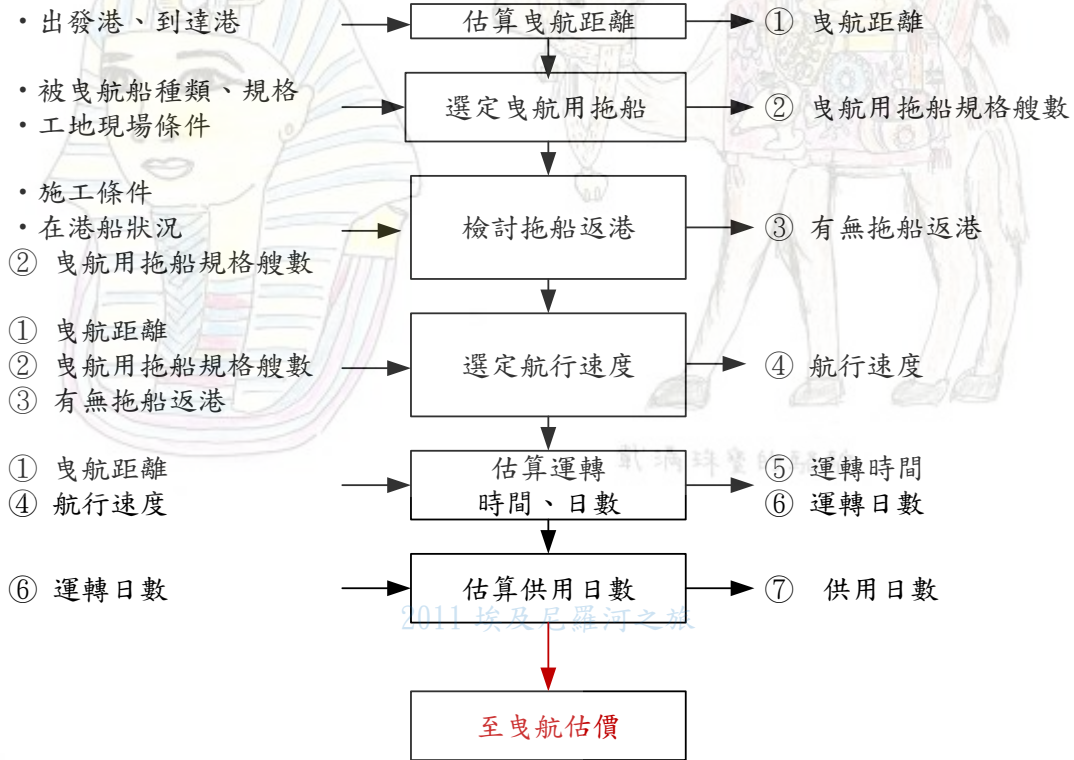 ・出發港、到達港
估算曳航距離
① 曳航距離
・被曳航船種類、規格
・工地現場條件
選定曳航用拖船
② 曳航用拖船規格艘數
・施工條件
・在港船狀況
② 曳航用拖船規格艘數
檢討拖船返港
③ 有無拖船返港
① 曳航距離
② 曳航用拖船規格艘數
③ 有無拖船返港
選定航行速度
④ 航行速度
載滿珠寶的駱駝
① 曳航距離
④ 航行速度
估算運轉
時間、日數
⑤ 運轉時間
⑥ 運轉日數
⑥ 運轉日數
估算供用日數
⑦ 供用日數
2011 埃及尼羅河之旅
至曳航估價